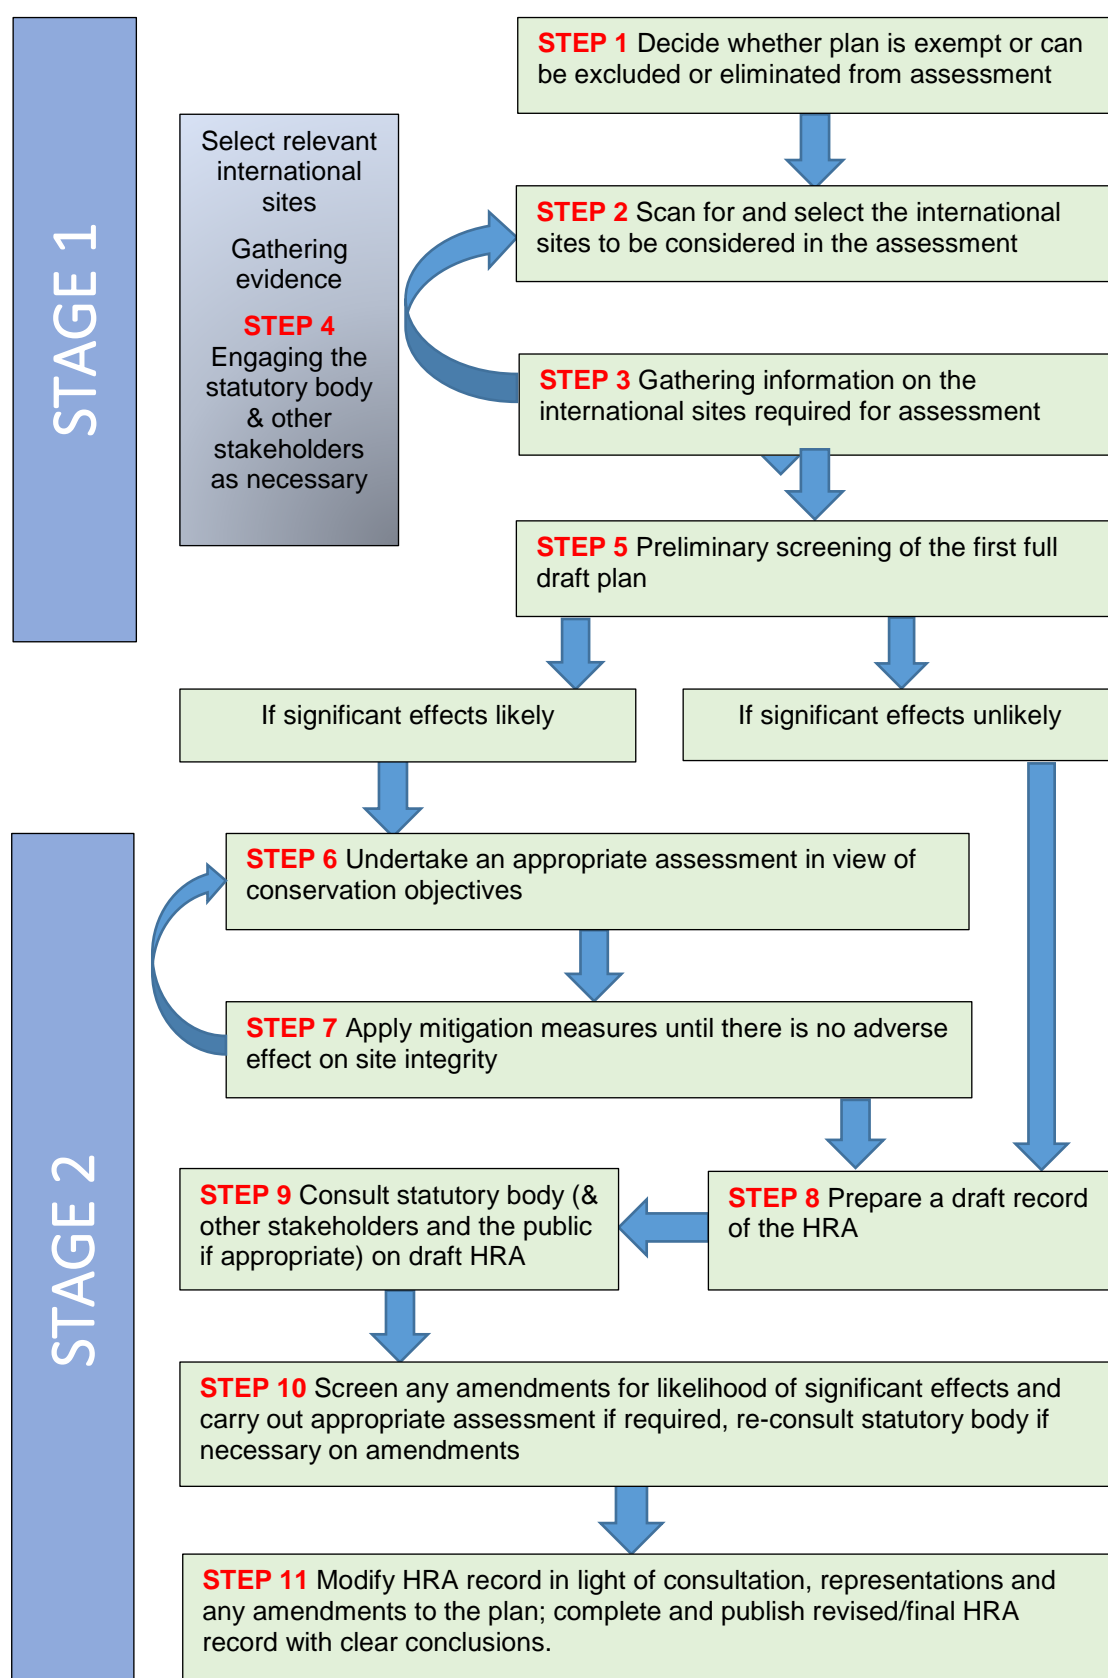 STAGE 1
STEP 1 Decide whether plan is exempt or can
be excluded or eliminated from assessment
Select relevant
international
sites
Gathering
evidence
STEP 4
Engaging the
statutory body
& other
stakeholders
as necessary
STEP 2 Scan for and select the international
sites to be considered in the assessment
STEP 3 Gathering information on the
international sites required for assessment
STEP 5 Preliminary screening of the first full
draft plan
If significant effects likely
If significant effects unlikely
STAGE 2
STEP 6 Undertake an appropriate assessment in view of
conservation objectives
STEP 7 Apply mitigation measures until there is no adverse
effect on site integrity
STEP 8 Prepare a draft record
of the HRA
STEP 9 Consult statutory body (&
other stakeholders and the public
if appropriate) on draft HRA
STEP 10 Screen any amendments for likelihood of significant effects and
carry out appropriate assessment if required, re-consult statutory body if
necessary on amendments
STEP 11 Modify HRA record in light of consultation, representations and
any amendments to the plan; complete and publish revised/final HRA
record with clear conclusions.